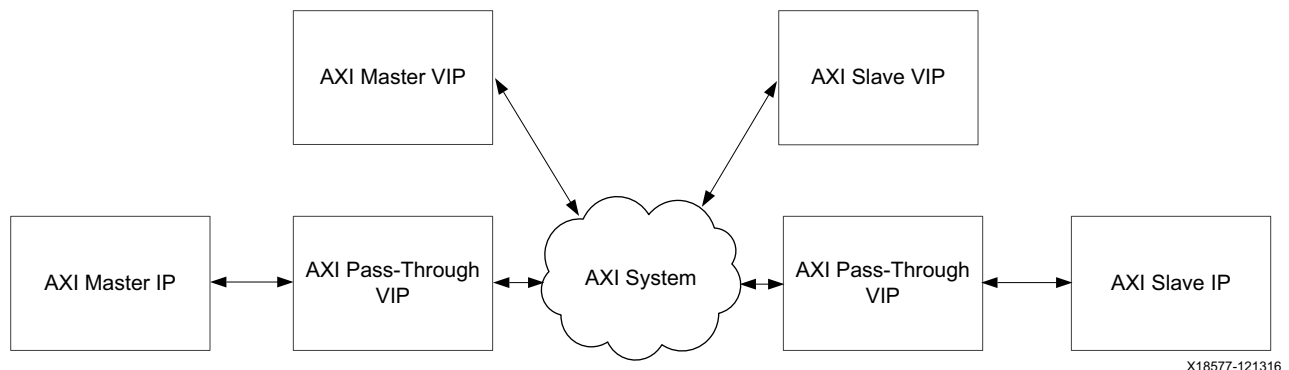 AXI Master VIP
AXI Slave VIP
AXI Master IP
AXI Pass-Through
VIP
AXI System
AXI Pass-Through
VIP
AXI Slave IP
X18577-121316